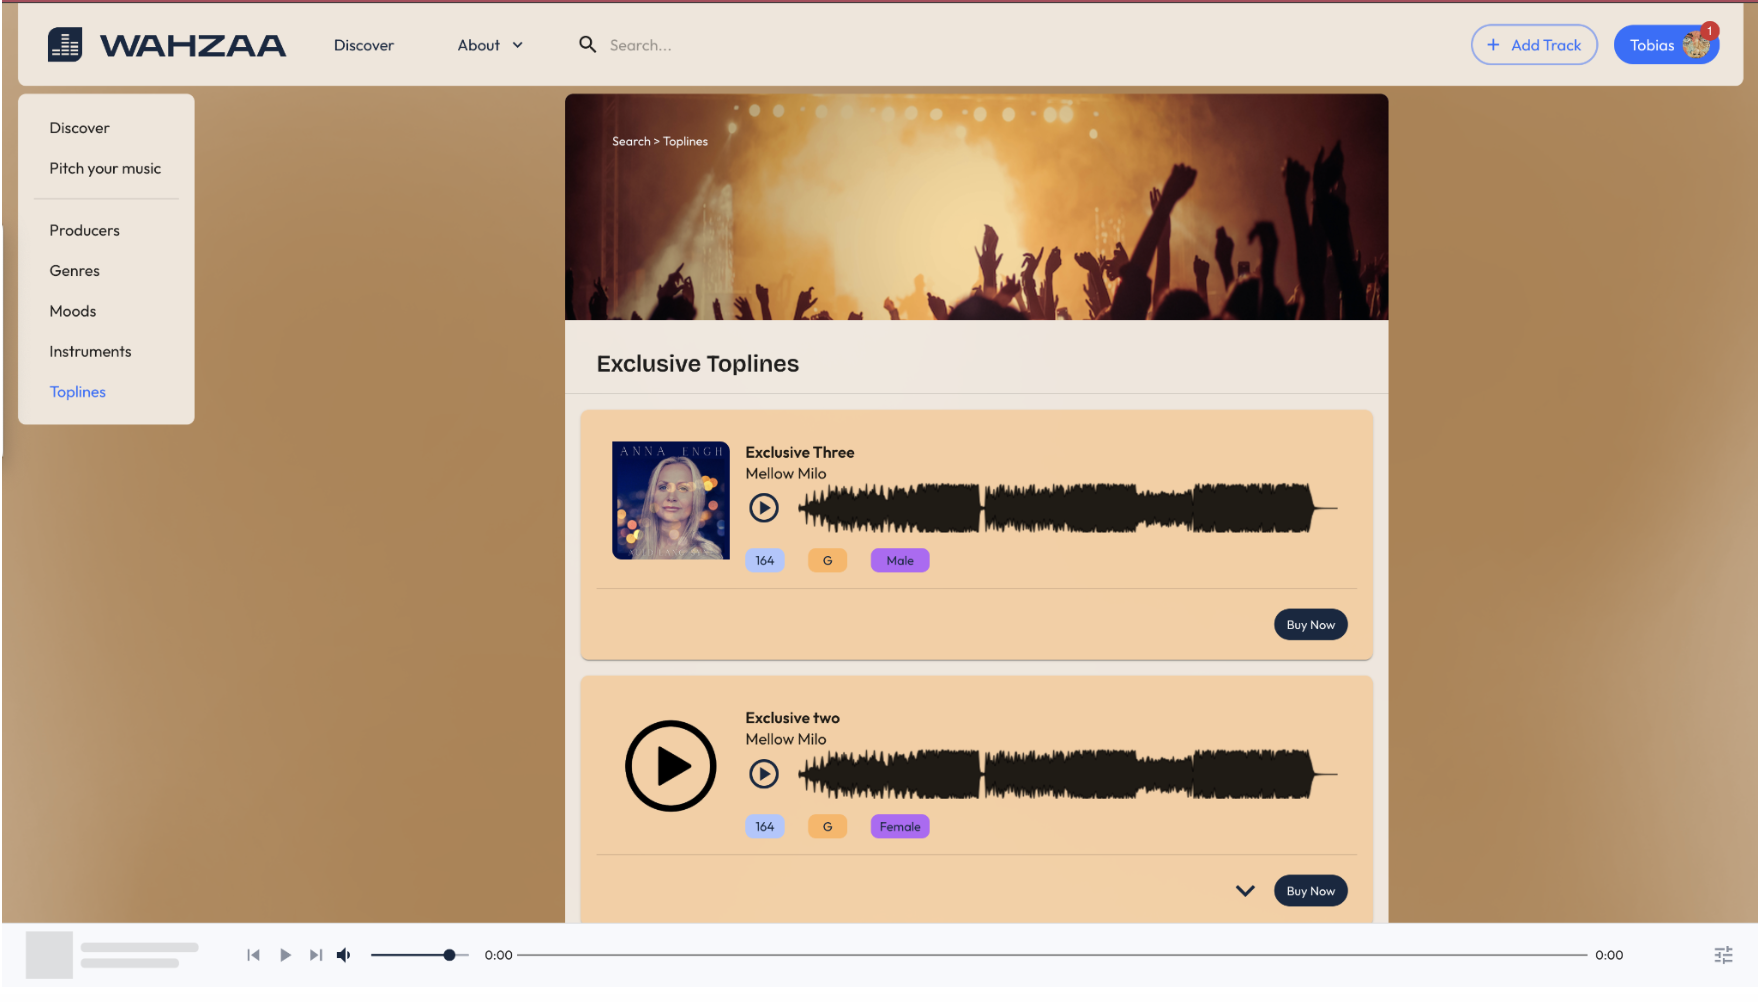 WAHZAA
Discover
About
Search...
+ Add Track
Tobias
1
Discover
Pitch your music
Producers
Genres
Moods
Instruments
Toplines
Search > Toplines
Exclusive Toplines
ANNA ENGH
Exclusive Three
Mellow Milo
164
G
Male
Buy Now
Exclusive two
Mellow Milo
164
G
Female
Buy Now
0:00
0:00